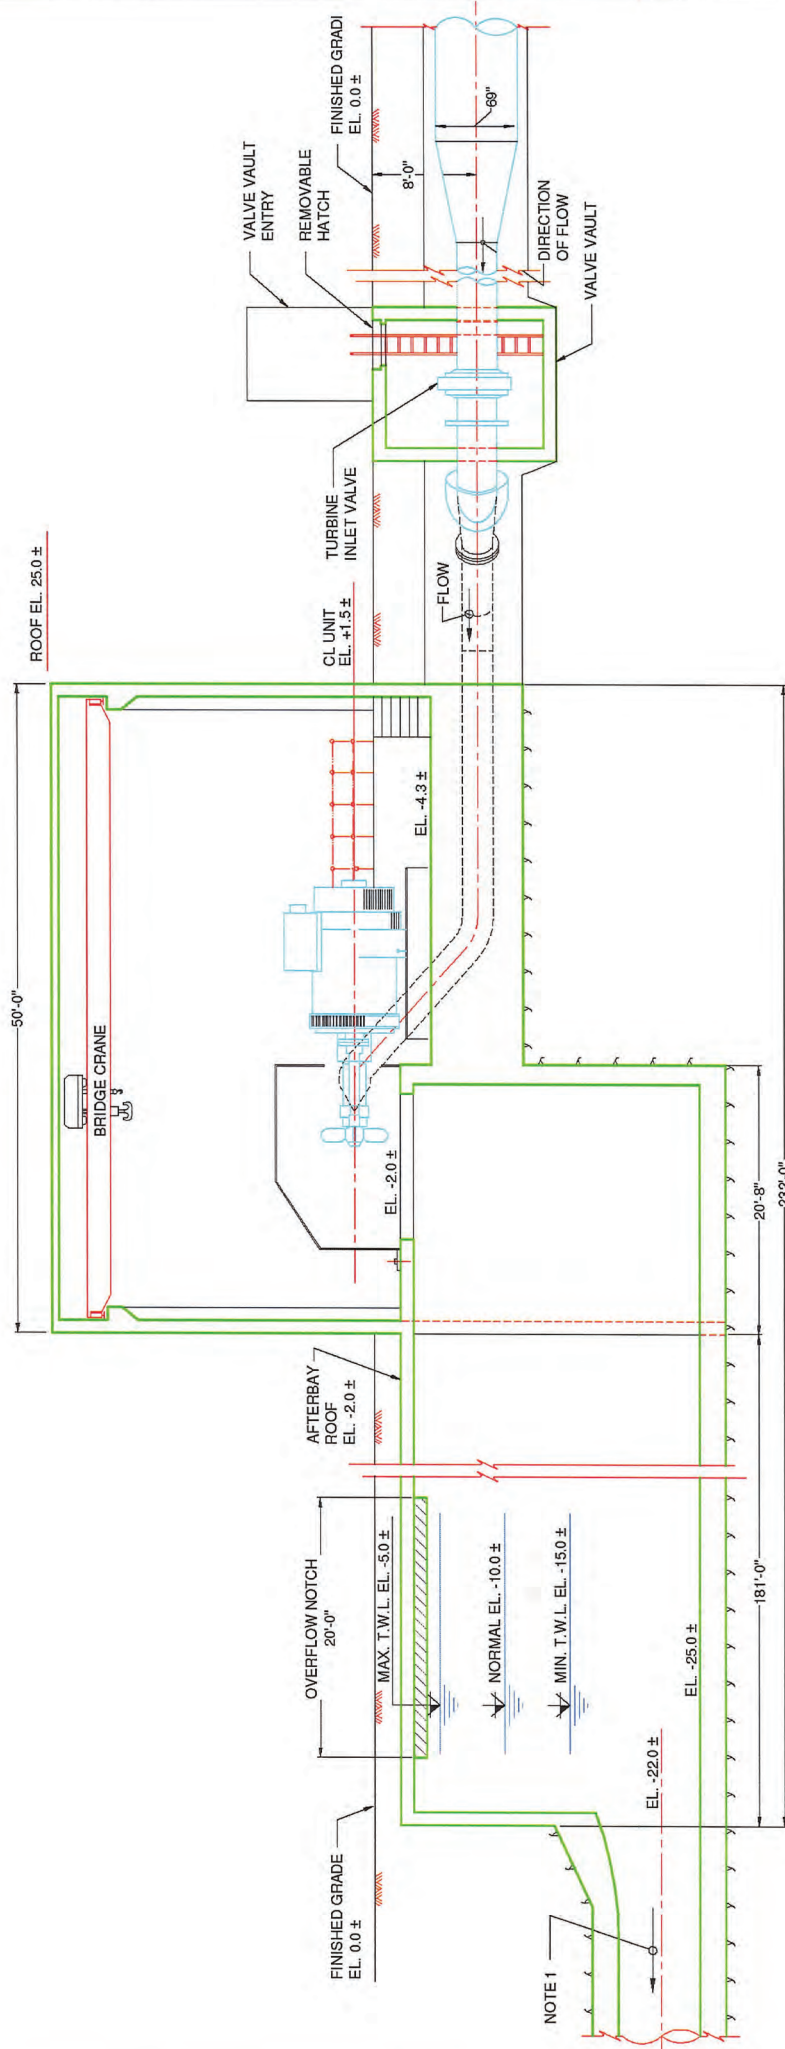 ROOF EL. 25.0 ±
50'-0"
BRIDGE CRANE
CL UNIT
EL. +1.5 ±
EL. -4.3 ±
EL. -2.0 ±
AFTERBAY
ROOF
EL. -2.0 ±
OVERFLOW NOTCH
20'-0"
MAX. T.W.L. EL. -5.0 ±
NORMAL EL. -10.0 ±
MIN. T.W.L. EL. -15.0 ±
FINISHED GRADE
EL. 0.0 ±
NOTE 1
EL. -22.0 ±
EL. -25.0 ±
181'-0"
20'-8"
232'-0"
VALVE VAULT
ENTRY
REMOVABLE
HATCH
FINISHED GRADI
EL. 0.0 ±
8'-0"
69"
TURBINE
INLET VALVE
FLOW
DIRECTION
OF FLOW
VALVE VAULT